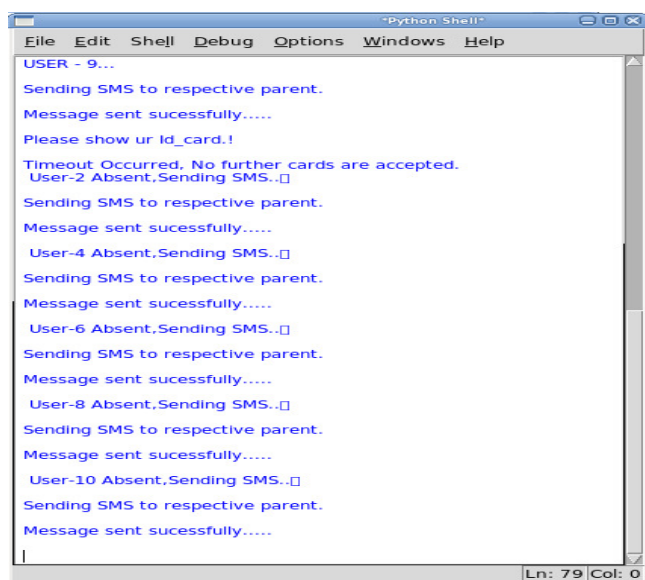 *Python Shell*
File Edit Shell Debug Options Windows Help
USER - 9...
Sending SMS to respective parent.
Message sent sucessfully.....
Please show ur Id_card.!
Timeout Occurred, No further cards are accepted.
User-2 Absent,Sending SMS..▯
Sending SMS to respective parent.
Message sent sucessfully.....
User-4 Absent,Sending SMS..▯
Sending SMS to respective parent.
Message sent sucessfully.....
User-6 Absent,Sending SMS..▯
Sending SMS to respective parent.
Message sent sucessfully.....
User-8 Absent,Sending SMS..▯
Sending SMS to respective parent.
Message sent sucessfully.....
User-10 Absent,Sending SMS..▯
Sending SMS to respective parent.
Message sent sucessfully.....
Ln: 79 Col: 0